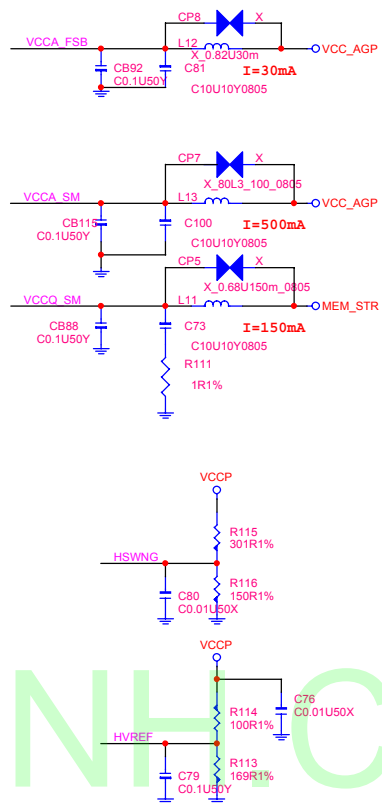 CP8 X
VCCA_FSB L12 X_0.82U30m VCC_AGP
CB92 C81 I=30mA
C0.1U50Y C10U10Y0805
CP7 X
X_80L3_100_0805
VCCA_SM L13 VCC_AGP
CB115 C100 I=500mA
C0.1U50Y C10U10Y0805
CP5 X
X_0.68U150m_0805
VCCQ_SM L11 MEM_STR
CB88 C73 I=150mA
C0.1U50Y C10U10Y0805
R111
1R1%
VCCP
R115
301R1%
HSWNG
R116
C80 150R1%
C0.01U50X
VCCP
C76
R114 C0.01U50X
100R1%
HVREF
R113
C79 169R1%
C0.1U50Y
NH.C